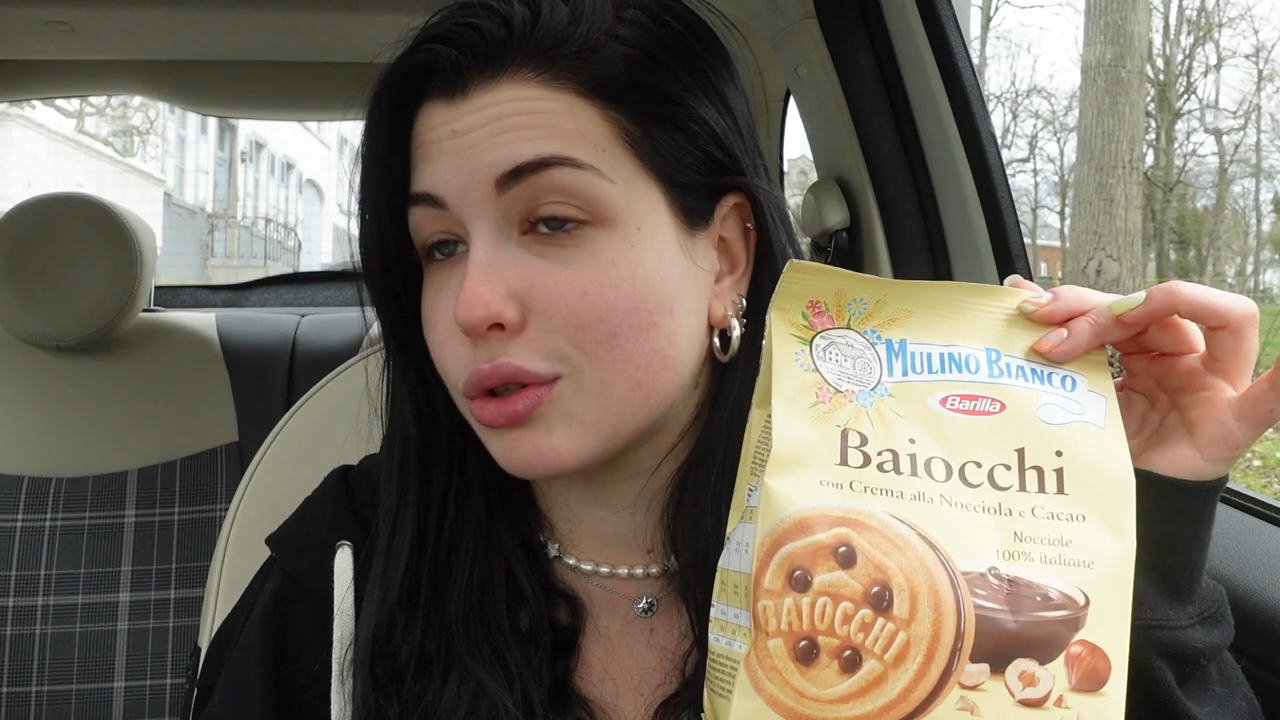 MULINO BIANCO
Barilla
Baiocchi
con Crema alla Nocciola e Cacao
Nocciole
100% italiane
BAIOCCHI